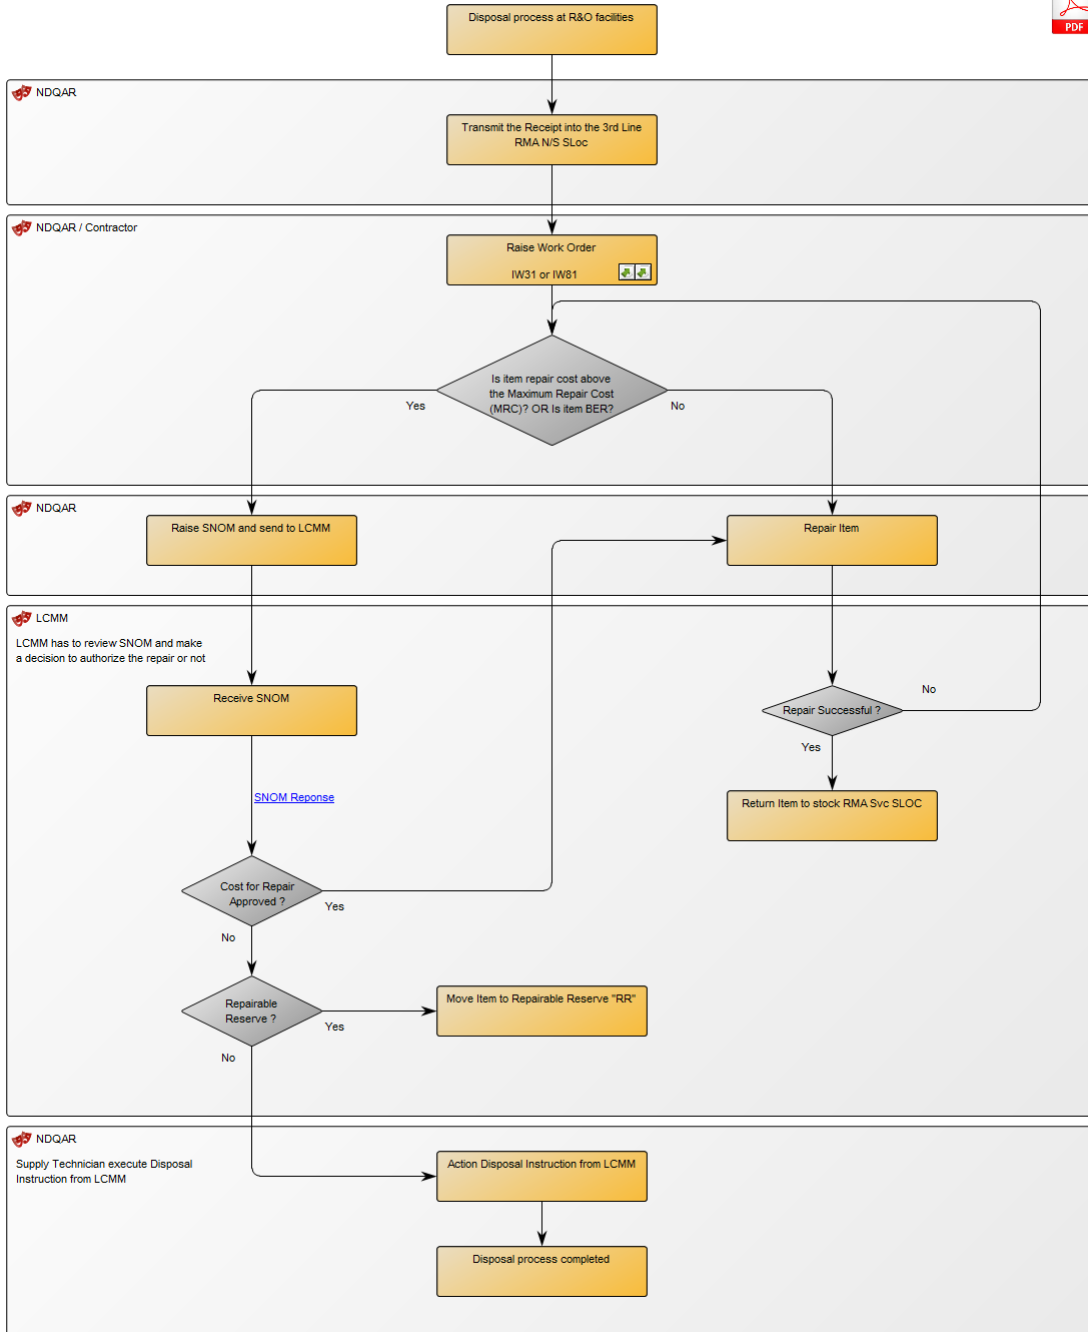 Disposal process at R&O facilities
PDF
NDQAR
Transmit the Receipt into the 3rd Line
RMA N/S SLoc
NDQAR / Contractor
Raise Work Order
IW31 or IW81
Is item repair cost above
the Maximum Repair Cost
(MRC)? OR Is item BER?
Yes
No
NDQAR
Raise SNOM and send to LCMM
Repair Item
LCMM
LCMM has to review SNOM and make
a decision to authorize the repair or not
Receive SNOM
Repair Successful ?
No
Yes
SNOM Reponse
Return Item to stock RMA Svc SLOC
Cost for Repair
Approved ?
Yes
No
Repairable
Reserve ?
Yes
Move Item to Repairable Reserve "RR"
No
NDQAR
Supply Technician execute Disposal
Instruction from LCMM
Action Disposal Instruction from LCMM
Disposal process completed